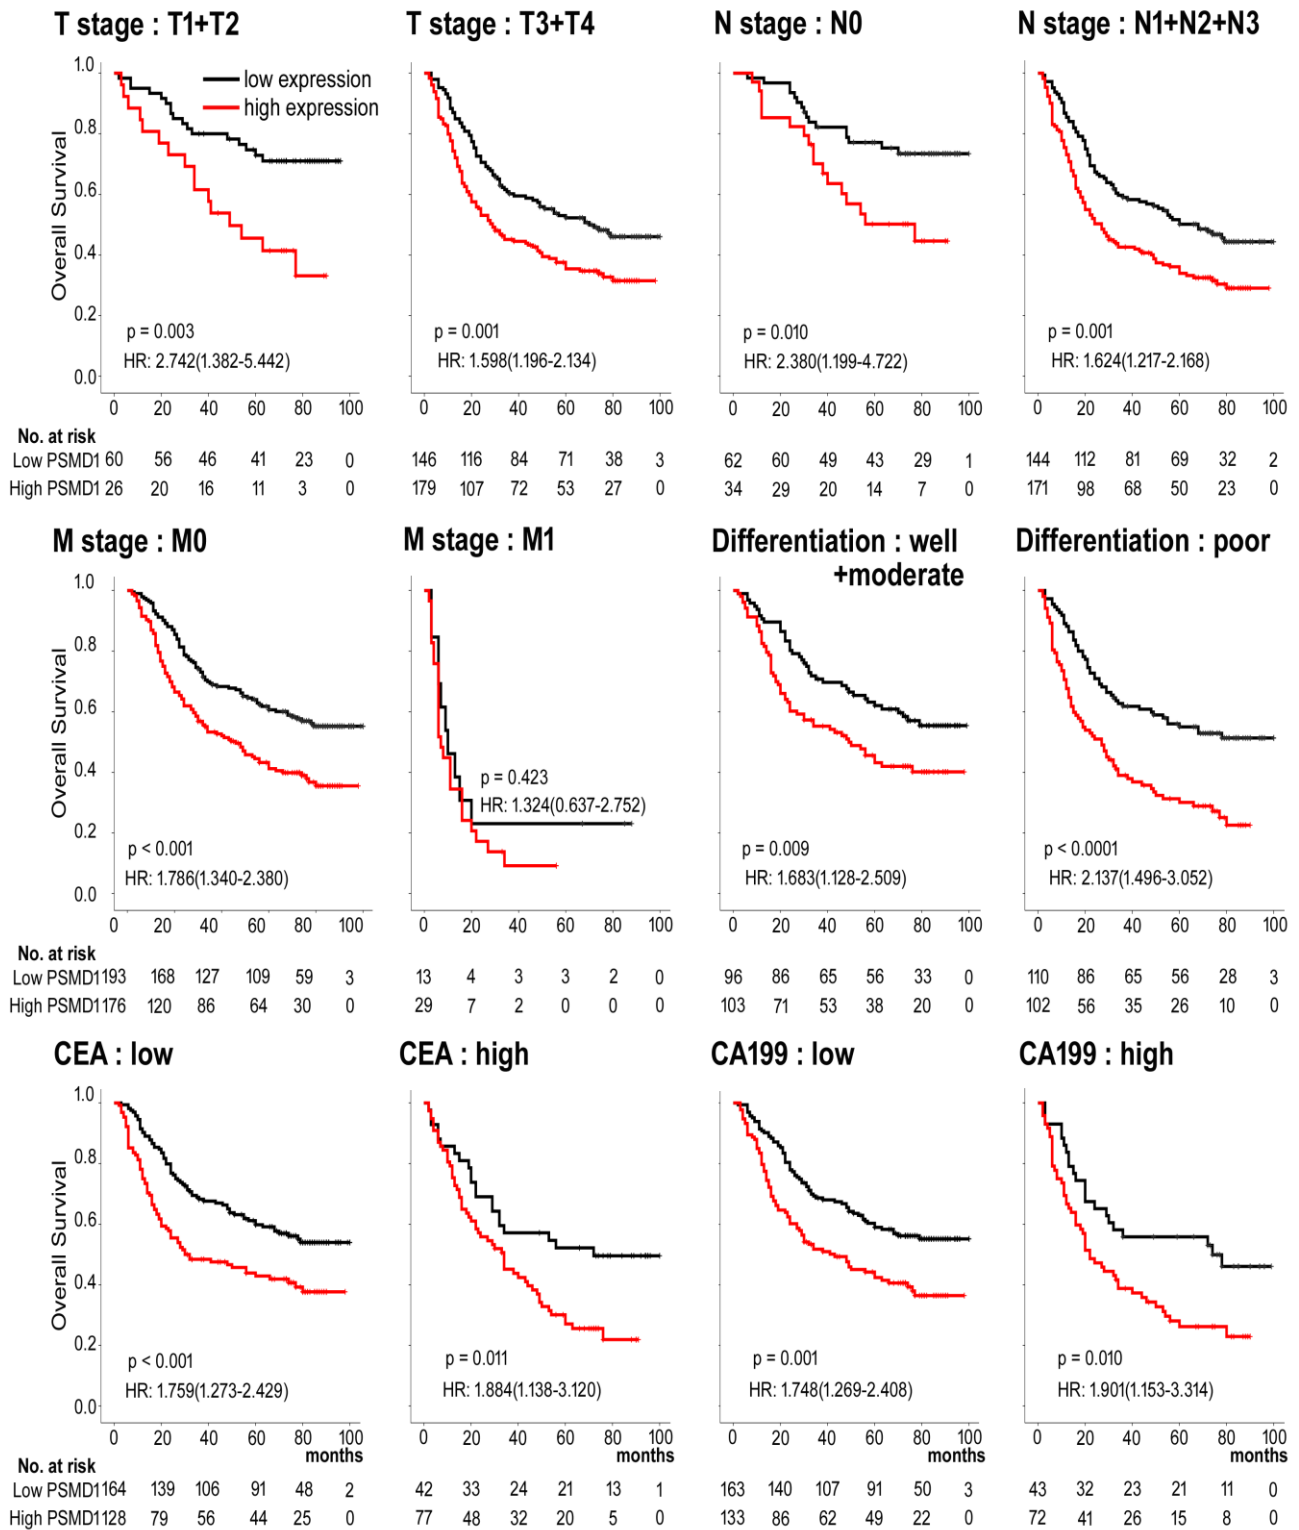 T stage : T1+T2
T stage : T3+T4
N stage : N0
N stage : N1+N2+N3
1.0
0.8
0.6
0.4
0.2
0.0
Overall Survival
low expression
high expression
p = 0.003
HR: 2.742(1.382-5.442)
p = 0.001
HR: 1.598(1.196-2.134)
p = 0.010
HR: 2.380(1.199-4.722)
p = 0.001
HR: 1.624(1.217-2.168)
0 20 40 60 80 100
0 20 40 60 80 100
0 20 40 60 80 100
0 20 40 60 80 100
No. at risk
Low PSMD1 60 56 46 41 23 0 146 116 84 71 38 3 62 60 49 43 29 1 144 112 81 69 32 2
High PSMD1 26 20 16 11 3 0 179 107 72 53 27 0 34 29 20 14 7 0 171 98 68 50 23 0
M stage : M0
M stage : M1
Differentiation : well
+moderate
Differentiation : poor
1.0
0.8
0.6
0.4
0.2
0.0
Overall Survival
p < 0.001
HR: 1.786(1.340-2.380)
p = 0.423
HR: 1.324(0.637-2.752)
p = 0.009
HR: 1.683(1.128-2.509)
p < 0.0001
HR: 2.137(1.496-3.052)
0 20 40 60 80 100
0 20 40 60 80 100
0 20 40 60 80 100
0 20 40 60 80 100
No. at risk
Low PSMD1193 168 127 109 59 3 13 4 3 3 2 0 96 86 65 56 33 0 110 86 65 56 28 3
High PSMD1176 120 86 64 30 0 29 7 2 0 0 0 103 71 53 38 20 0 102 56 35 26 10 0
CEA : low
CEA : high
CA199 : low
CA199 : high
1.0
0.8
0.6
0.4
0.2
0.0
Overall Survival
p < 0.001
HR: 1.759(1.273-2.429)
p = 0.011
HR: 1.884(1.138-3.120)
p = 0.001
HR: 1.748(1.269-2.408)
p = 0.010
HR: 1.901(1.153-3.314)
0 20 40 60 80 100
months
0 20 40 60 80 100
months
0 20 40 60 80 100
months
0 20 40 60 80 100
months
No. at risk
Low PSMD1164 139 106 91 48 2 42 33 24 21 13 1 163 140 107 91 50 3 43 32 23 21 11 0
High PSMD1128 79 56 44 25 0 77 48 32 20 5 0 133 86 62 49 22 0 72 41 26 15 8 0